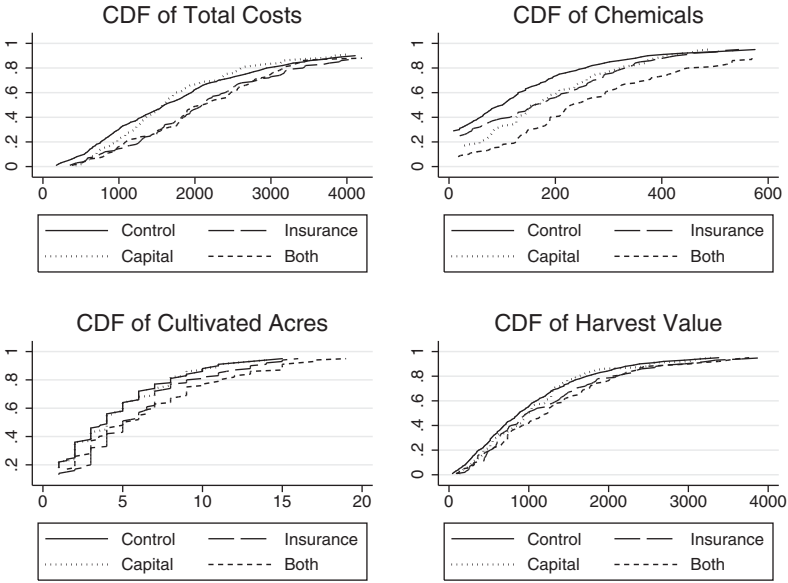 CDF of Total Costs
0 .2 .4 .6 .8 1
0 1000 2000 3000 4000
Control Insurance
Capital Both
CDF of Chemicals
0 .2 .4 .6 .8 1
0 200 400 600
Control Insurance
Capital Both
CDF of Cultivated Acres
.2 .4 .6 .8 1
0 5 10 15 20
Control Insurance
Capital Both
CDF of Harvest Value
0 .2 .4 .6 .8 1
0 1000 2000 3000 4000
Control Insurance
Capital Both